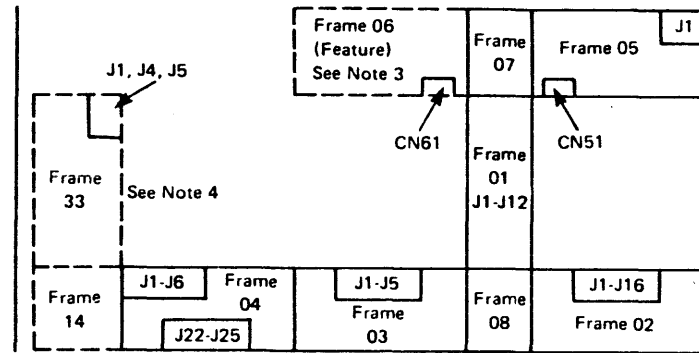 Frame 06
(Feature)
See Note 3
Frame
07
Frame 05
J1
J1, J4, J5
CN61
CN51
Frame
33
See Note 4
Frame
01
J1-J12
Frame
14
J1-J6
Frame
04
J22-J25
J1-J5
Frame
03
Frame
08
J1-J16
Frame 02